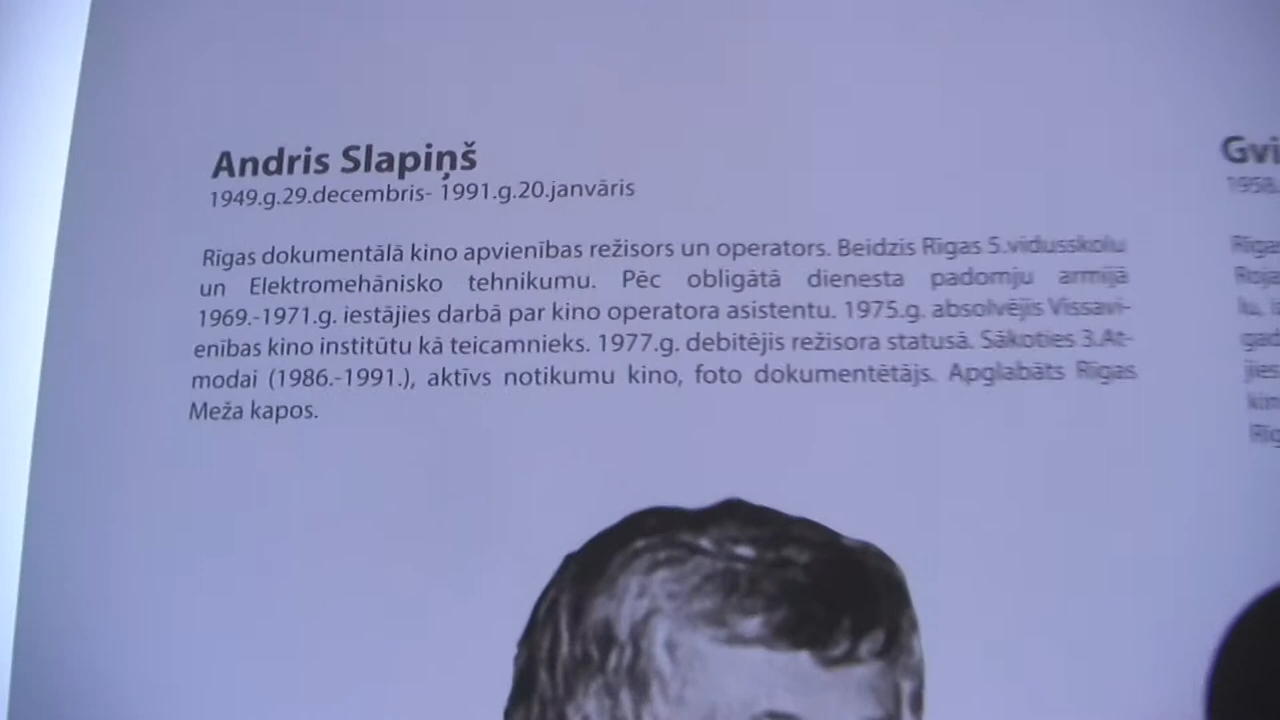 Andris Slapiņš
1949.g.29.decembris- 1991.g.20.janvāris
Rīgas dokumentālā kino apvienības režisors un operators. Beidzis Rīgas 5.vidusskolu
un Elektromehānisko tehnikumu. Pēc obligātā dienesta padomju armijā
1969.-1971.g. iestājies darbā par kino operatora asistentu. 1975.g. absolvējis Vissavi-
enības kino institūtu kā teicamnieks. 1977.g. debitējis režisora statusā. Sākoties 3.At-
modai (1986.-1991.), aktīvs notikumu kino, foto dokumentētājs. Apglabāts Rīgas
Meža kapos.
Gvi
1958.